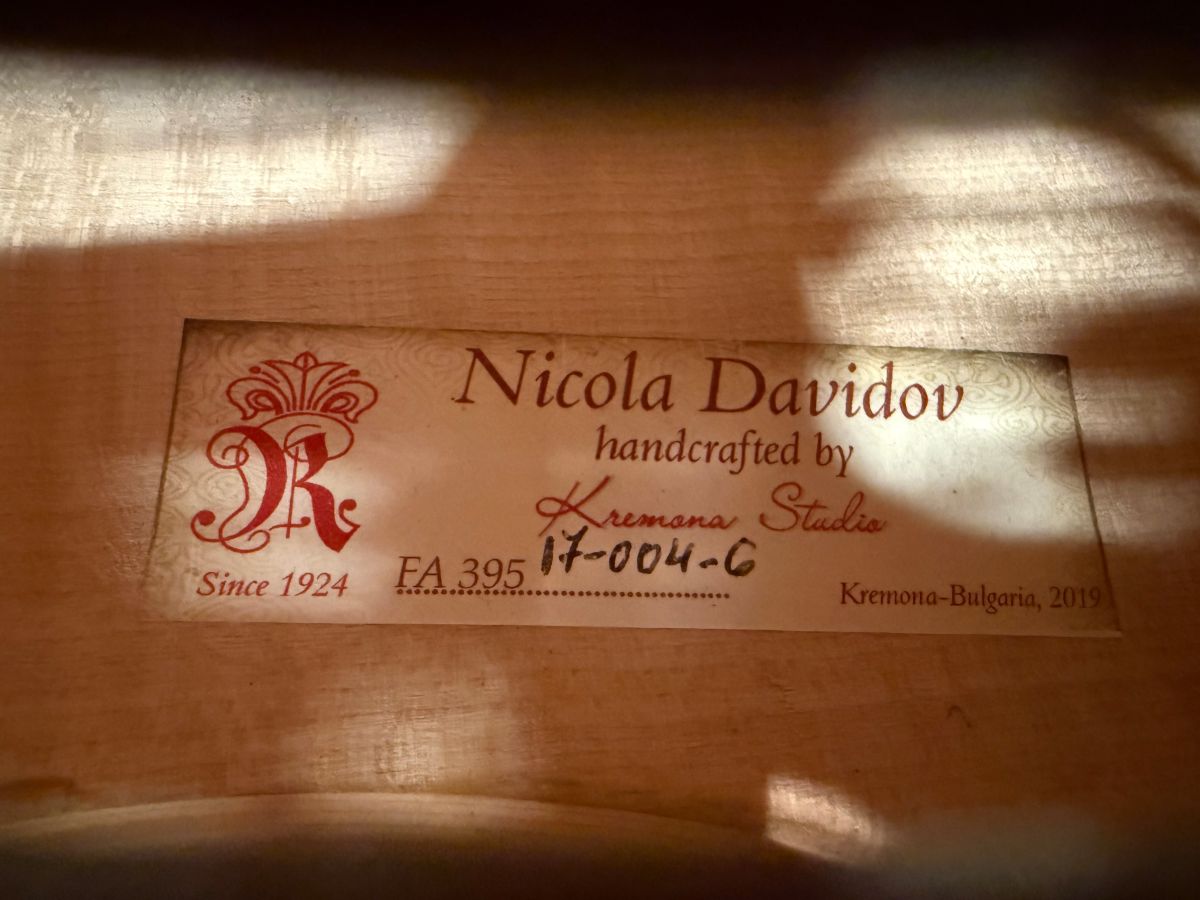 Nicola Davidov
handcrafted by
Kremona Studio
FA 395 17-004-6
K
Since 1924
Kremona-Bulgaria, 2019